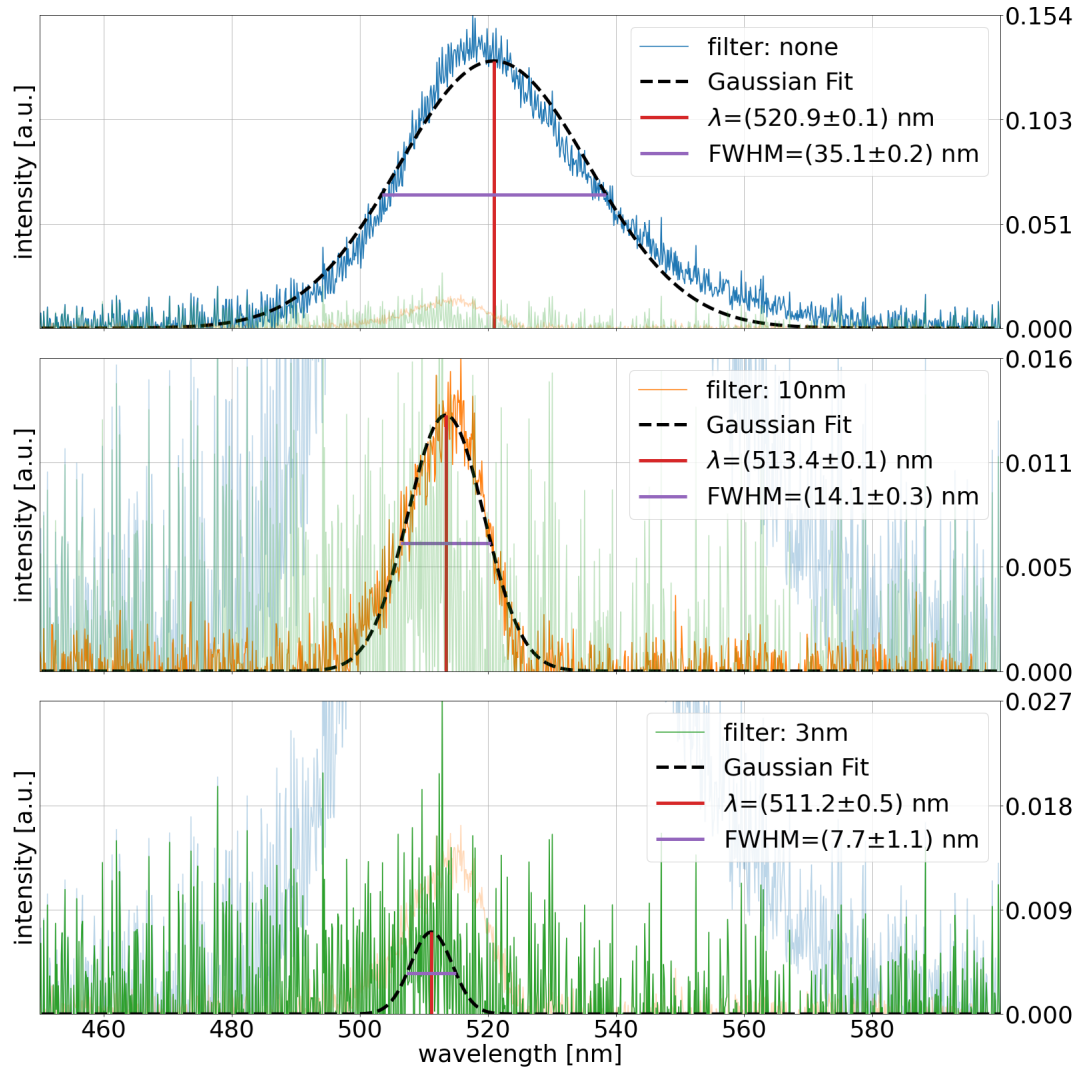 0.154
filter: none
Gaussian Fit
λ=(520.9±0.1) nm
FWHM=(35.1±0.2) nm
0.103
0.051
0.000
intensity [a.u.]
0.016
filter: 10nm
Gaussian Fit
λ=(513.4±0.1) nm
FWHM=(14.1±0.3) nm
0.011
0.005
0.000
intensity [a.u.]
0.027
filter: 3nm
Gaussian Fit
λ=(511.2±0.5) nm
FWHM=(7.7±1.1) nm
0.018
0.009
0.000
intensity [a.u.]
460 480 500 520 540 560 580
wavelength [nm]